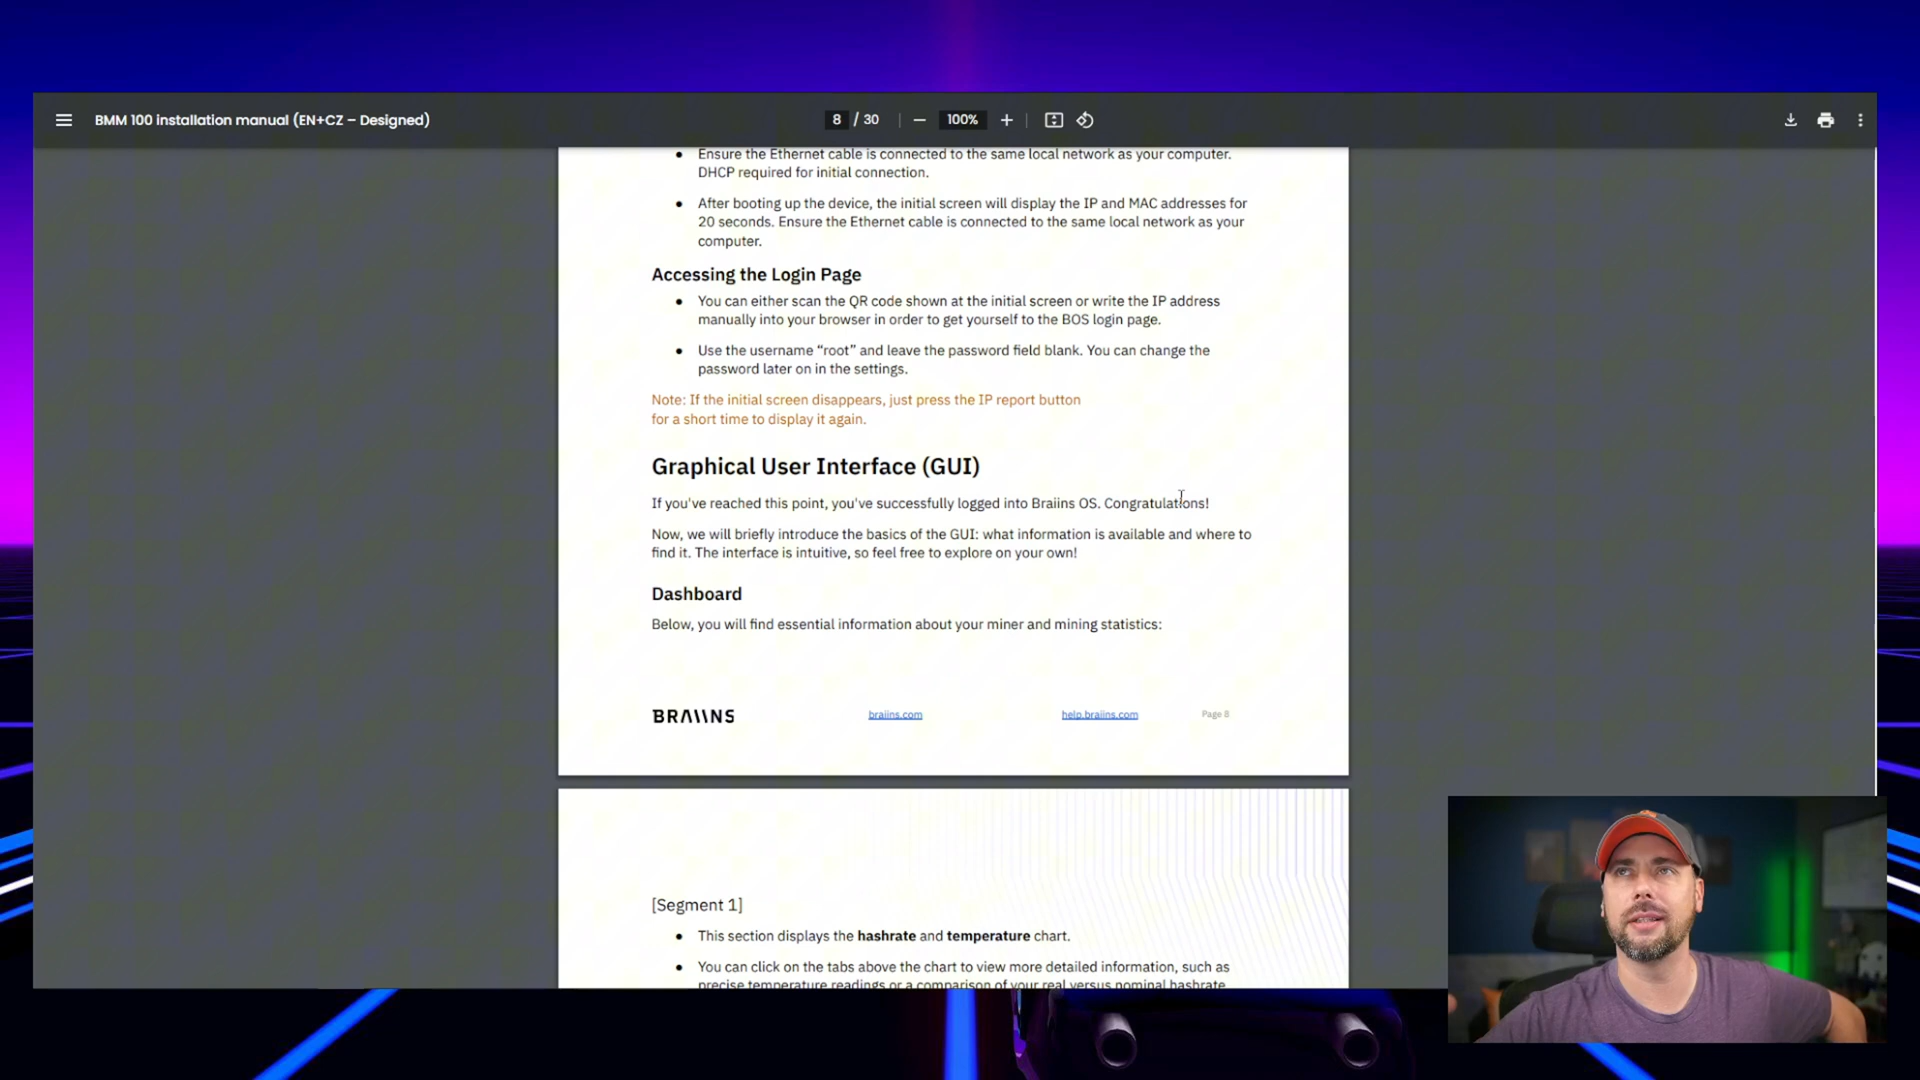 BMM 100 installation manual (EN+CZ – Designed)
8 / 30
100%
Ensure the Ethernet cable is connected to the same local network as your computer.
DHCP required for initial connection.
After booting up the device, the initial screen will display the IP and MAC addresses for
20 seconds. Ensure the Ethernet cable is connected to the same local network as your
computer.
Accessing the Login Page
You can either scan the QR code shown at the initial screen or write the IP address
manually into your browser in order to get yourself to the BOS login page.
Use the username “root” and leave the password field blank. You can change the
password later on in the settings.
Note: If the initial screen disappears, just press the IP report button
for a short time to display it again.
Graphical User Interface (GUI)
If you've reached this point, you've successfully logged into Braiins OS. Congratulations!
Now, we will briefly introduce the basics of the GUI: what information is available and where to
find it. The interface is intuitive, so feel free to explore on your own!
Dashboard
Below, you will find essential information about your miner and mining statistics:
BRAIINS
braiins.com
help.braiins.com
Page 8
[Segment 1]
This section displays the hashrate and temperature chart.
You can click on the tabs above the chart to view more detailed information, such as
precise temperature readings or a comparison of your real versus nominal hashrate